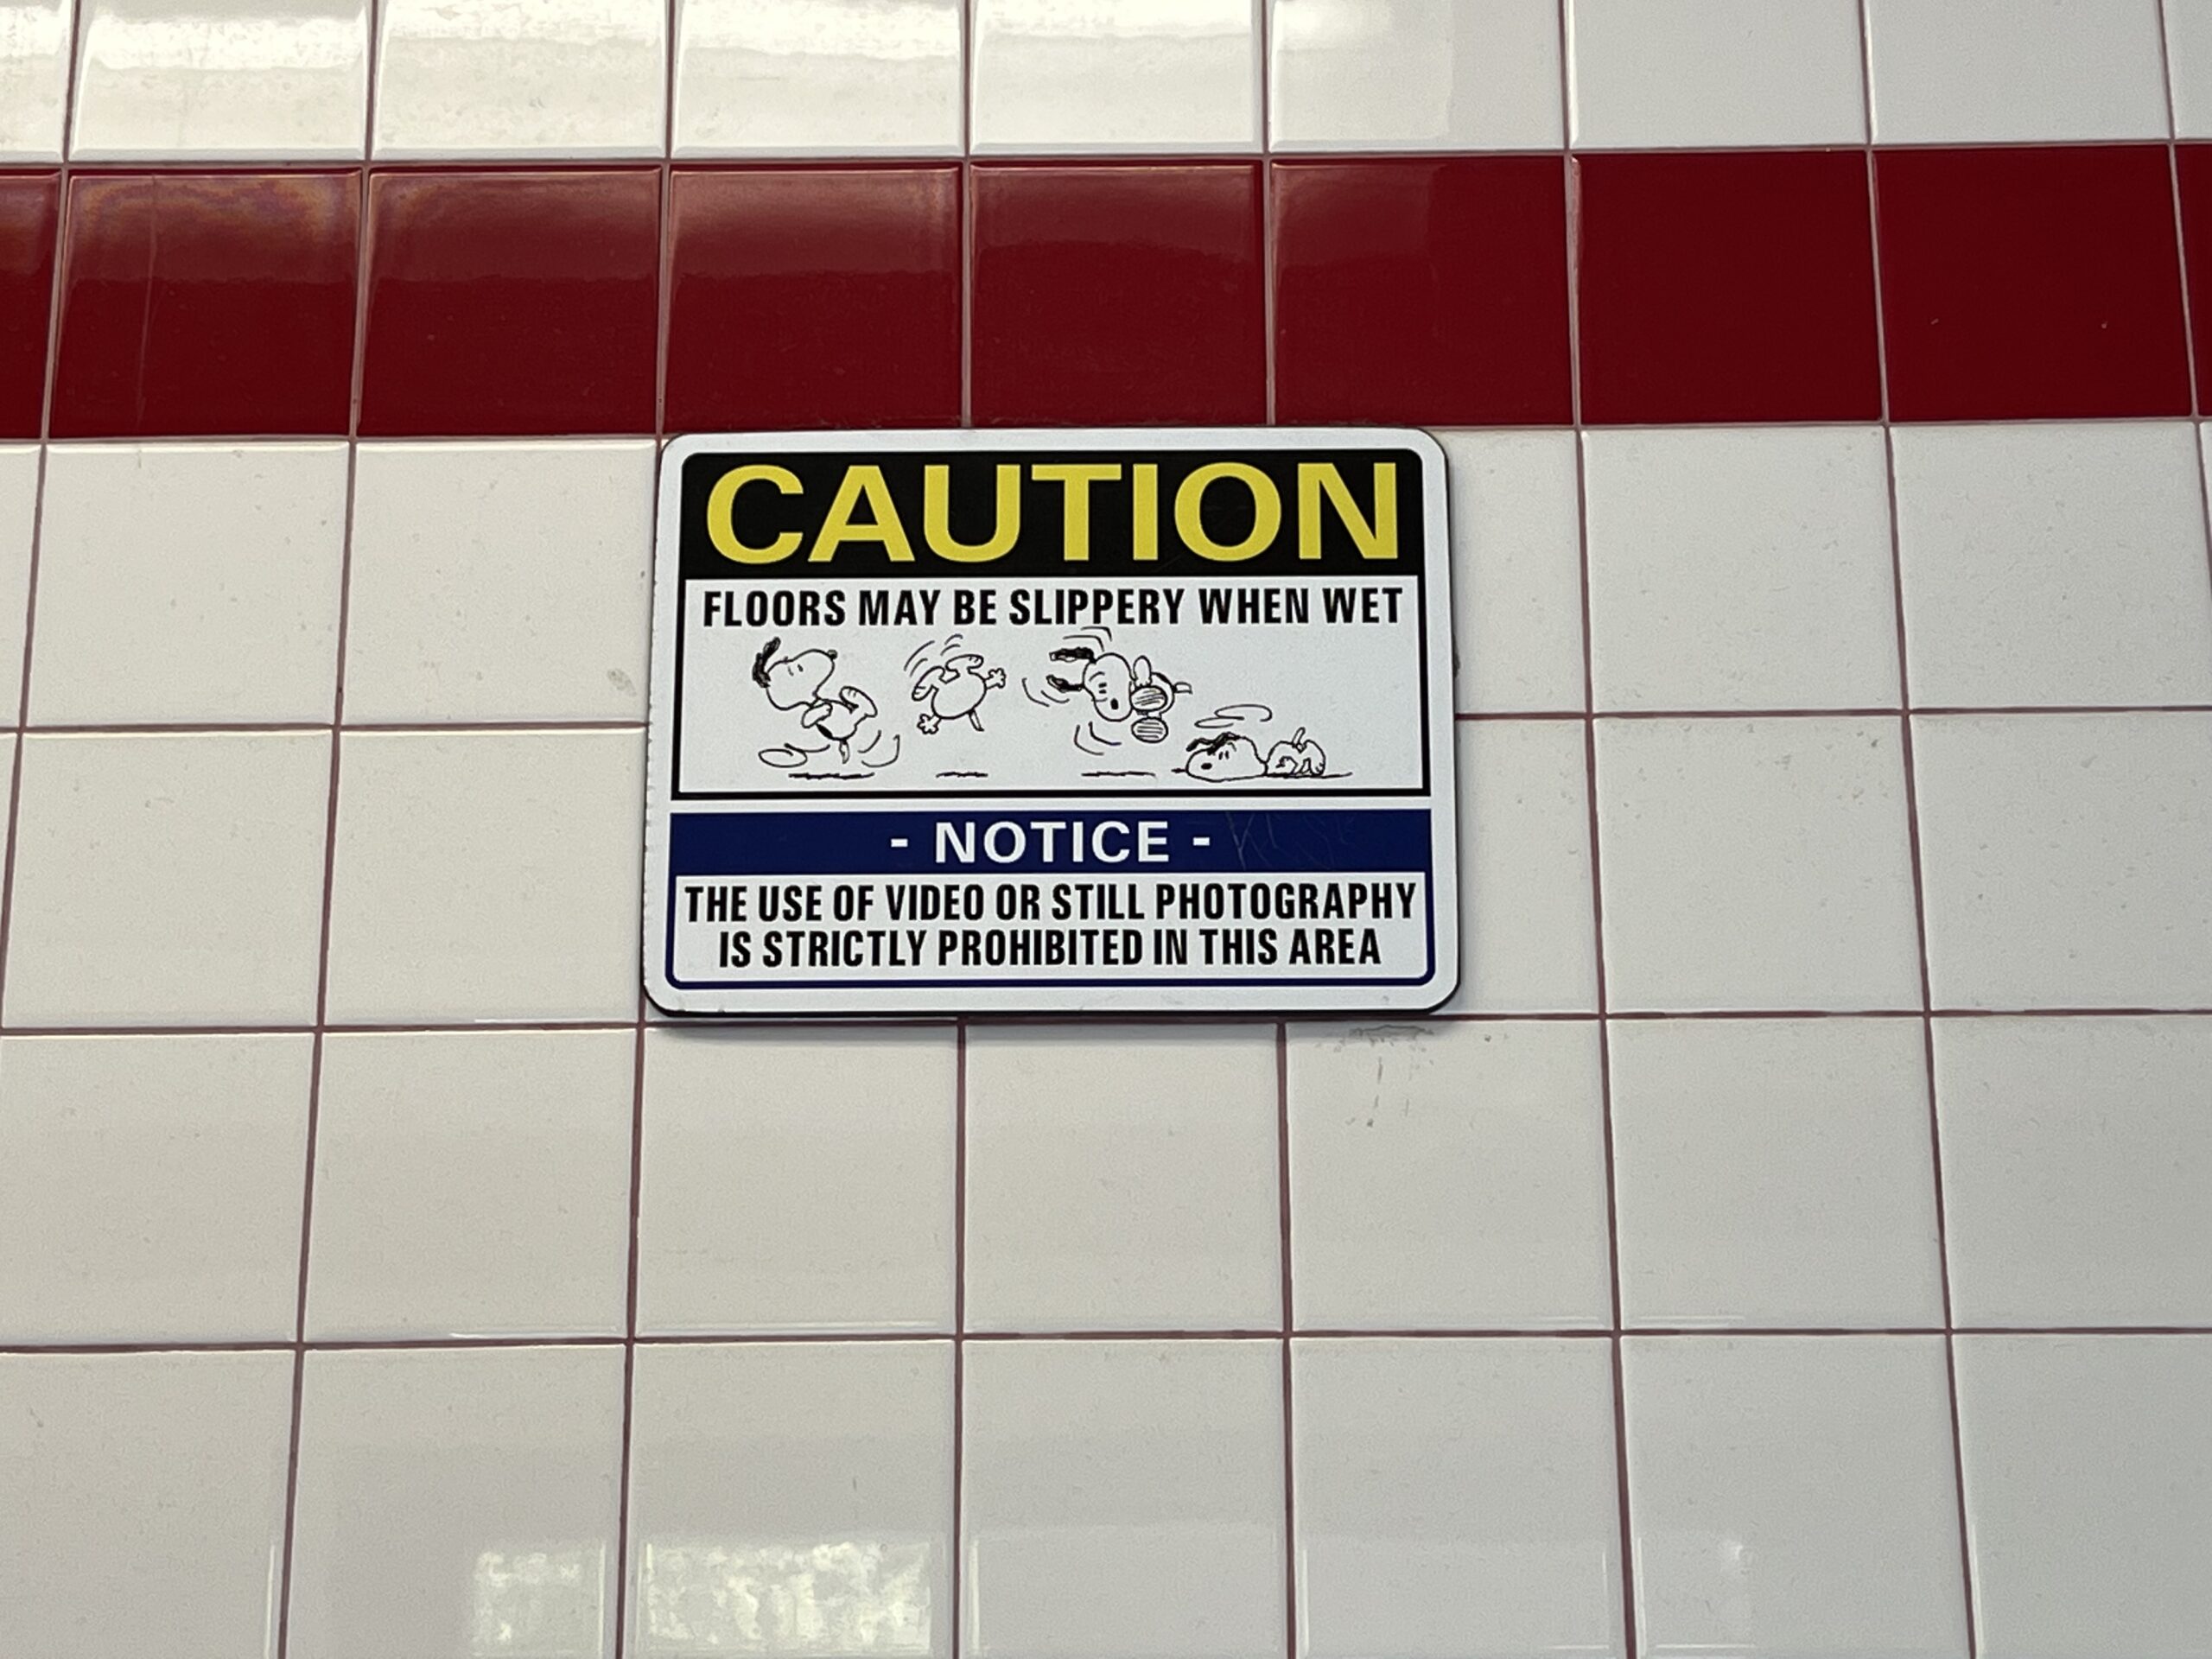 CAUTION
FLOORS MAY BE SLIPPERY WHEN WET
- NOTICE -
THE USE OF VIDEO OR STILL PHOTOGRAPHY
IS STRICTLY PROHIBITED IN THIS AREA